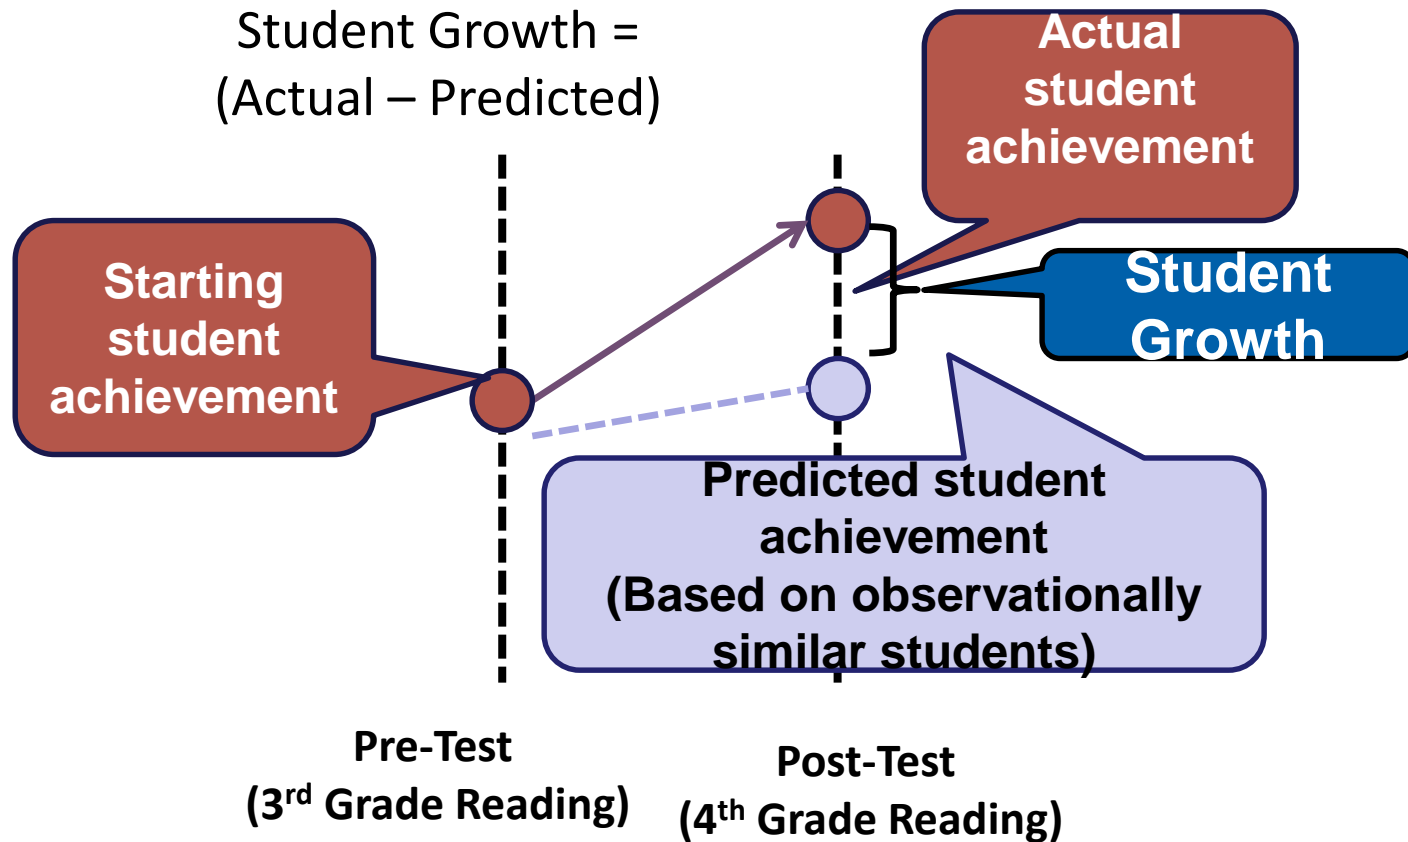 Student Growth =
(Actual – Predicted)
Actual
student
achievement
Starting
student
achievement
Student
Growth
Predicted student
achievement
(Based on observationally
similar students)
Pre-Test
(3rd Grade Reading)
Post-Test
(4th Grade Reading)